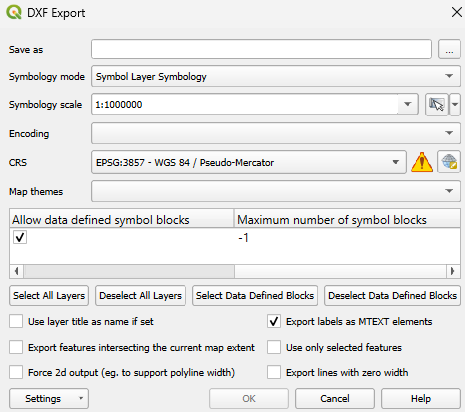 DXF Export
Save as
...
Symbology mode Symbol Layer Symbology
Symbology scale 1:1000000
Encoding
CRS EPSG:3857 - WGS 84 / Pseudo-Mercator
Map themes
Allow data defined symbol blocks Maximum number of symbol blocks
-1
Select All Layers Deselect All Layers Select Data Defined Blocks Deselect Data Defined Blocks
Use layer title as name if set Export labels as MTEXT elements
Export features intersecting the current map extent Use only selected features
Force 2d output (eg. to support polyline width) Export lines with zero width
Settings OK Cancel Help